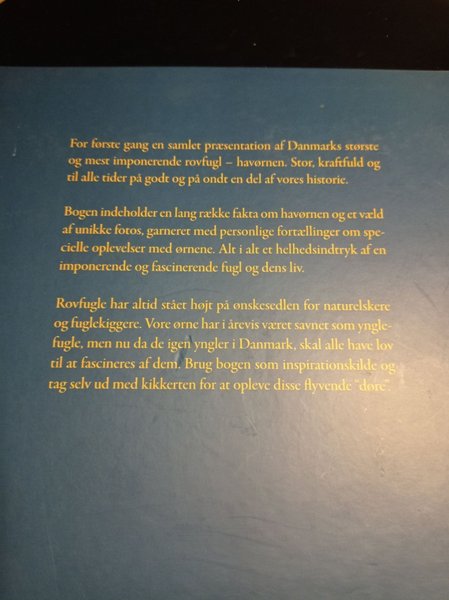 For første gang en samlet præsentation af Danmarks største
og mest imponerende rovfugl – havørnen. Stor, kraftfuld og
til alle tider på godt og på ondt en del af vores historie.
Bogen indeholder en lang række fakta om havørnen og et væld
af unikke fotos, garneret med personlige fortællinger om spe-
cielle oplevelser med ørnene. Alt i alt et helhedsindtryk af en
imponerende og fascinerende fugl og dens liv.
Rovfugle har altid stået højt på ønskesedlen for naturelskere
og fuglekiggere. Vore ørne har i årevis været savnet som yngle-
fugle, men nu da de igen yngler i Danmark, skal alle have lov
til at fascineres af dem. Brug bogen som inspirationskilde og
tag selv ud med kikkerten for at opleve disse flyvende "døre".